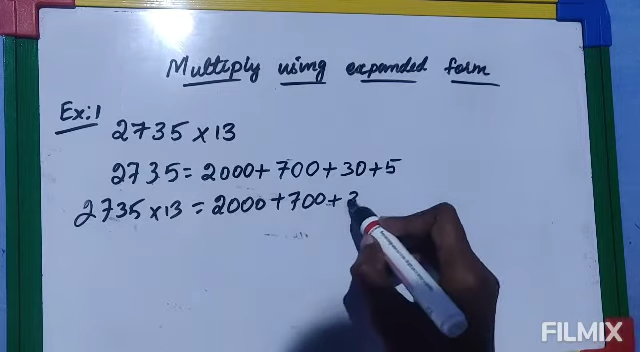 Multiply using expanded form
Ex:1
2735 x 13
2735 = 2000 + 700 + 30 + 5
2735 x 13 = 2000 + 700 + 3
FILMIX